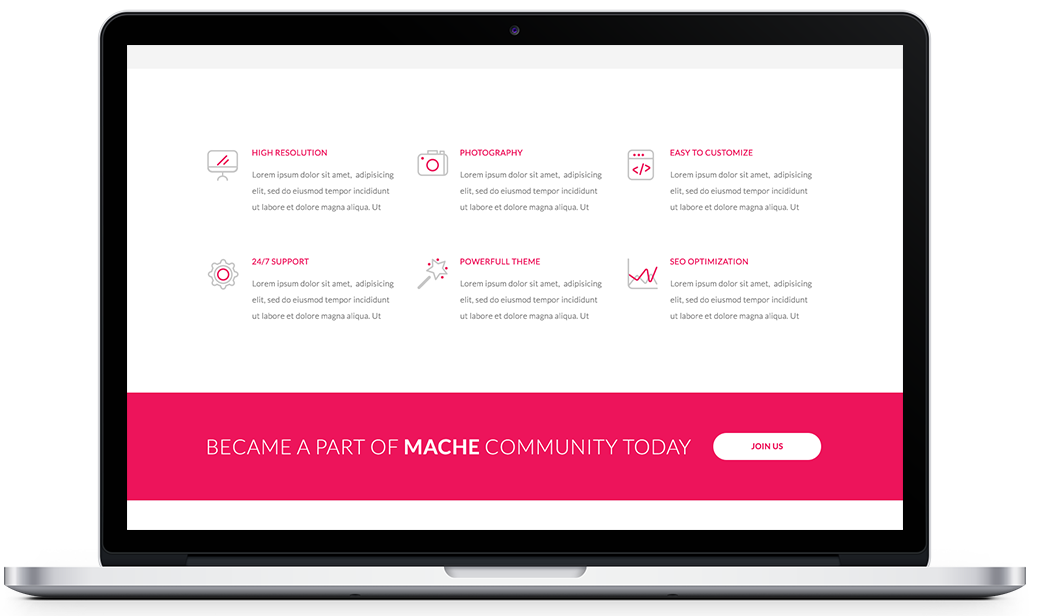 HIGH RESOLUTION
Lorem ipsum dolor sit amet, adipisicing
elit, sed do eiusmod tempor incididunt
ut labore et dolore magna aliqua. Ut
PHOTOGRAPHY
Lorem ipsum dolor sit amet, adipisicing
elit, sed do eiusmod tempor incididunt
ut labore et dolore magna aliqua. Ut
EASY TO CUSTOMIZE
Lorem ipsum dolor sit amet, adipisicing
elit, sed do eiusmod tempor incididunt
ut labore et dolore magna aliqua. Ut
24/7 SUPPORT
Lorem ipsum dolor sit amet, adipisicing
elit, sed do eiusmod tempor incididunt
ut labore et dolore magna aliqua. Ut
POWERFULL THEME
Lorem ipsum dolor sit amet, adipisicing
elit, sed do eiusmod tempor incididunt
ut labore et dolore magna aliqua. Ut
SEO OPTIMIZATION
Lorem ipsum dolor sit amet, adipisicing
elit, sed do eiusmod tempor incididunt
ut labore et dolore magna aliqua. Ut
BECAME A PART OF MACHE COMMUNITY TODAY
JOIN US